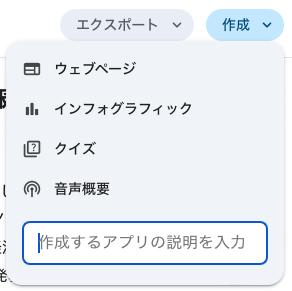 エクスポート
作成
ウェブページ
インフォグラフィック
クイズ
音声概要
作成するアプリの説明を入力